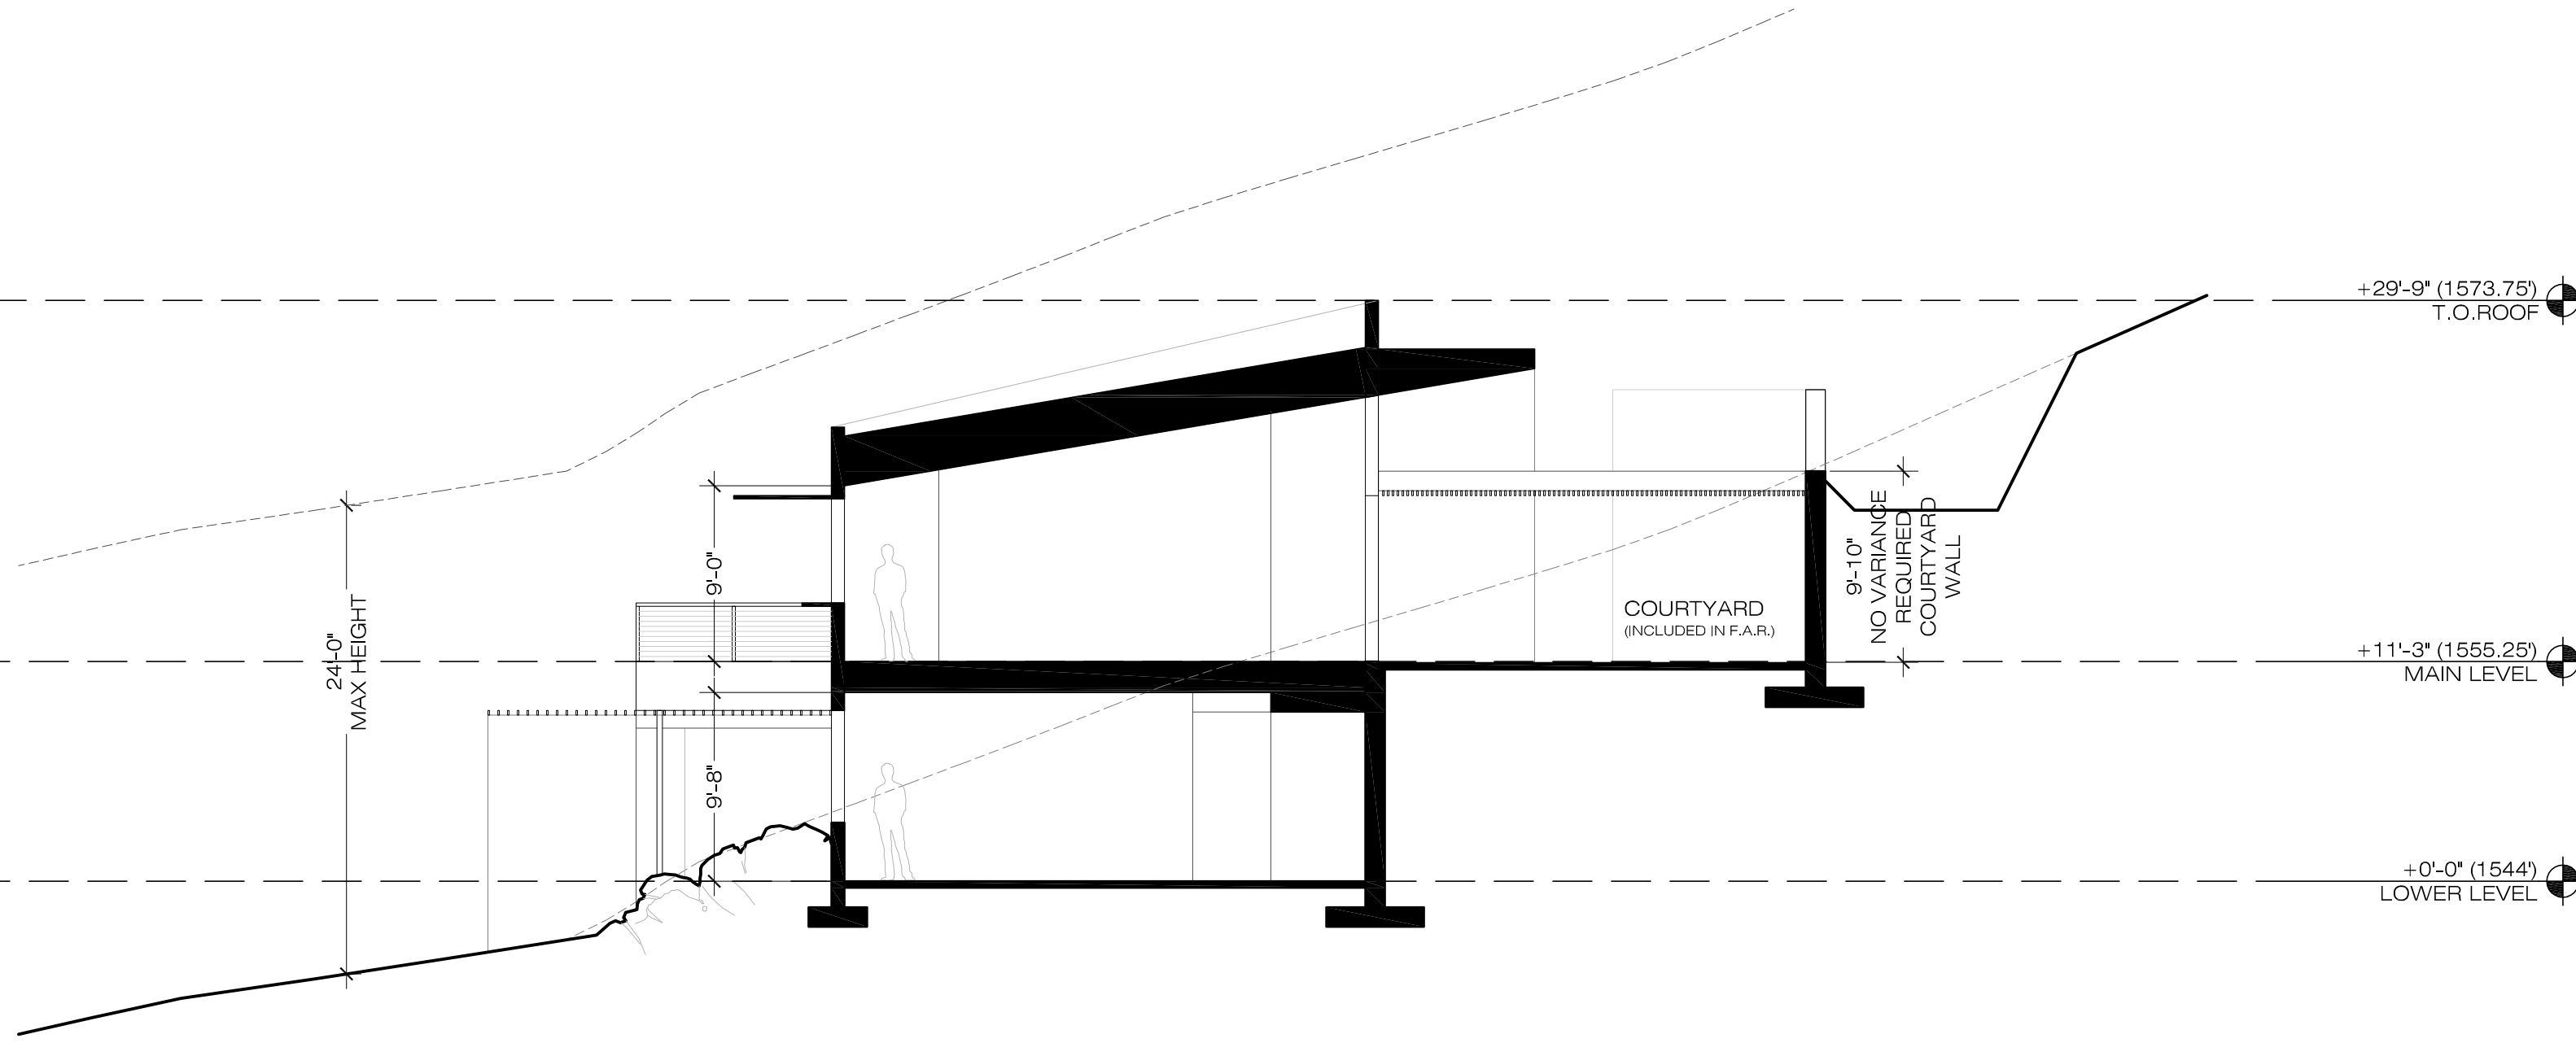 +29'-9" (1573.75')
T.O.ROOF
24'-0"
MAX HEIGHT
9'-0"
9'-8"
COURTYARD
(INCLUDED IN F.A.R.)
9'-10"
NO VARIANCE
REQUIRED
COURTYARD
WALL
+11'-3" (1555.25')
MAIN LEVEL
+0'-0" (1544')
LOWER LEVEL